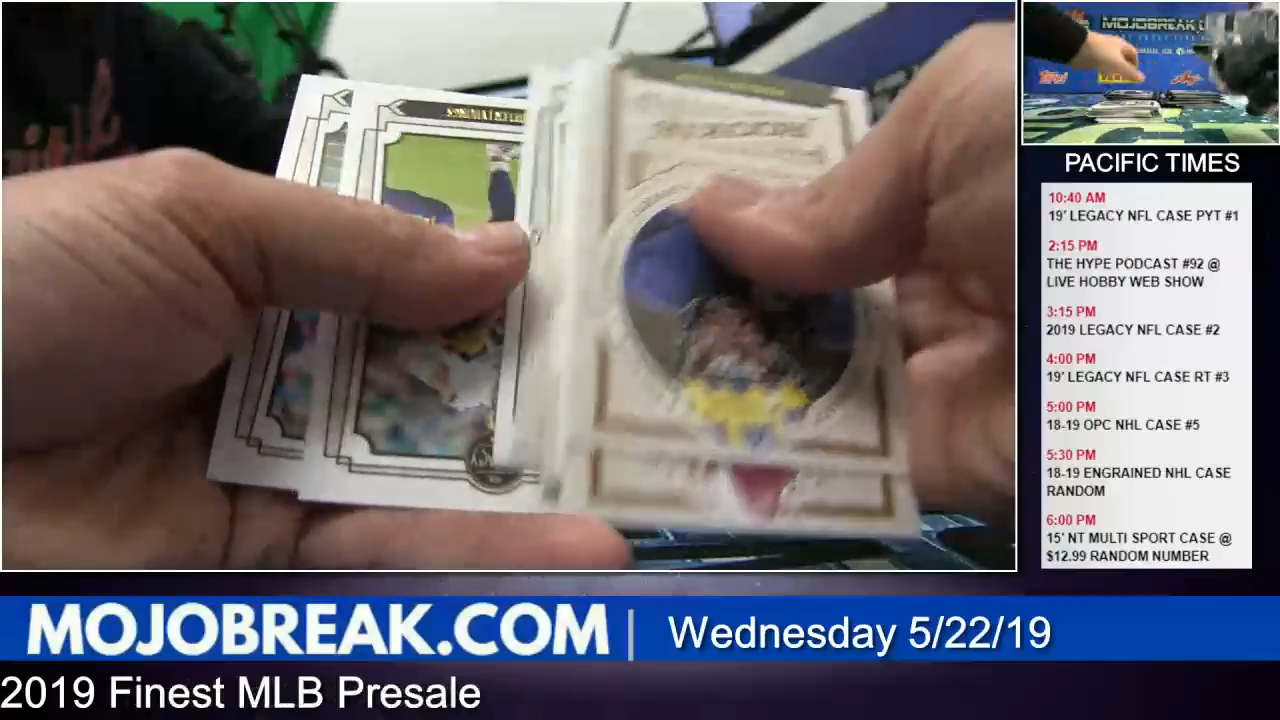 MOJOBREAK
topps
PACIFIC TIMES
10:40 AM
19' LEGACY NFL CASE PYT #1
2:15 PM
THE HYPE PODCAST #92 @
LIVE HOBBY WEB SHOW
3:15 PM
2019 LEGACY NFL CASE #2
4:00 PM
19' LEGACY NFL CASE RT #3
5:00 PM
18-19 OPC NHL CASE #5
5:30 PM
18-19 ENGRAINED NHL CASE
RANDOM
6:00 PM
15' NT MULTI SPORT CASE @
$12.99 RANDOM NUMBER
MOJOBREAK.COM | Wednesday 5/22/19
2019 Finest MLB Presale